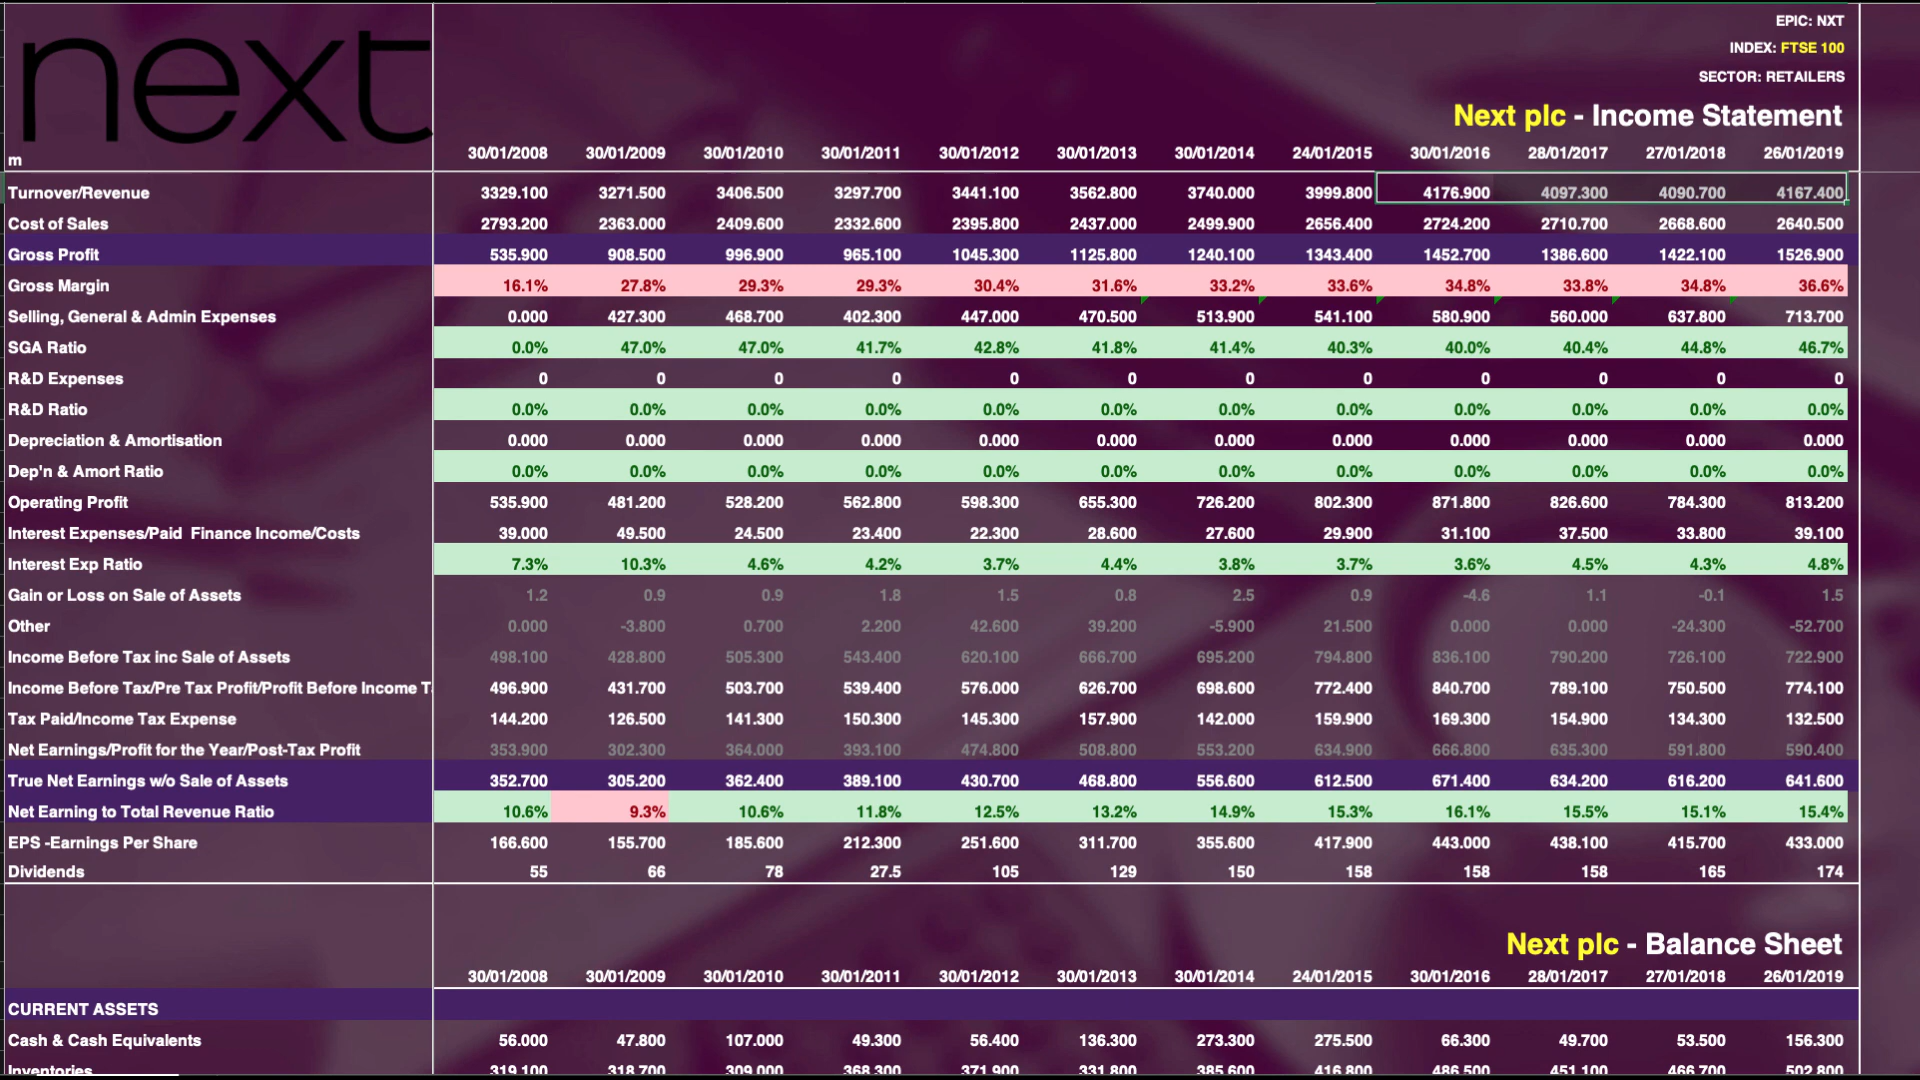 next
EPIC: NXT
INDEX: FTSE 100
SECTOR: RETAILERS
Next plc - Income Statement
m 30/01/2008 30/01/2009 30/01/2010 30/01/2011 30/01/2012 30/01/2013 30/01/2014 24/01/2015 30/01/2016 28/01/2017 27/01/2018 26/01/2019
Turnover/Revenue 3329.100 3271.500 3406.500 3297.700 3441.100 3562.800 3740.000 3999.800 4176.900 4097.300 4090.700 4167.400
Cost of Sales 2793.200 2363.000 2409.600 2332.600 2395.800 2437.000 2499.900 2656.400 2724.200 2710.700 2668.600 2640.500
Gross Profit 535.900 908.500 996.900 965.100 1045.300 1125.800 1240.100 1343.400 1452.700 1386.600 1422.100 1526.900
Gross Margin 16.1% 27.8% 29.3% 29.3% 30.4% 31.6% 33.2% 33.6% 34.8% 33.8% 34.8% 36.6%
Selling, General & Admin Expenses 0.000 427.300 468.700 402.300 447.000 470.500 513.900 541.100 580.900 560.000 637.800 713.700
SGA Ratio 0.0% 47.0% 47.0% 41.7% 42.8% 41.8% 41.4% 40.3% 40.0% 40.4% 44.8% 46.7%
R&D Expenses 0 0 0 0 0 0 0 0 0 0 0 0
R&D Ratio 0.0% 0.0% 0.0% 0.0% 0.0% 0.0% 0.0% 0.0% 0.0% 0.0% 0.0% 0.0%
Depreciation & Amortisation 0.000 0.000 0.000 0.000 0.000 0.000 0.000 0.000 0.000 0.000 0.000 0.000
Dep'n & Amort Ratio 0.0% 0.0% 0.0% 0.0% 0.0% 0.0% 0.0% 0.0% 0.0% 0.0% 0.0% 0.0%
Operating Profit 535.900 481.200 528.200 562.800 598.300 655.300 726.200 802.300 871.800 826.600 784.300 813.200
Interest Expenses/Paid Finance Income/Costs 39.000 49.500 24.500 23.400 22.300 28.600 27.600 29.900 31.100 37.500 33.800 39.100
Interest Exp Ratio 7.3% 10.3% 4.6% 4.2% 3.7% 4.4% 3.8% 3.7% 3.6% 4.5% 4.3% 4.8%
Gain or Loss on Sale of Assets 1.2 0.9 0.9 1.8 1.5 0.8 2.5 0.9 -4.6 1.1 -0.1 1.5
Other 0.000 -3.800 0.700 2.200 42.600 39.200 -5.900 21.500 0.000 0.000 -24.300 -52.700
Income Before Tax inc Sale of Assets 498.100 428.800 505.300 543.400 620.100 666.700 695.200 794.800 836.100 790.200 726.100 722.900
Income Before Tax/Pre Tax Profit/Profit Before Income T 496.900 431.700 503.700 539.400 576.000 626.700 698.600 772.400 840.700 789.100 750.500 774.100
Tax Paid/Income Tax Expense 144.200 126.500 141.300 150.300 145.300 157.900 142.000 159.900 169.300 154.900 134.300 132.500
Net Earnings/Profit for the Year/Post-Tax Profit 353.900 302.300 364.000 393.100 474.800 508.800 553.200 634.900 666.800 635.300 591.800 590.400
True Net Earnings w/o Sale of Assets 352.700 305.200 362.400 389.100 430.700 468.800 556.600 612.500 671.400 634.200 616.200 641.600
Net Earning to Total Revenue Ratio 10.6% 9.3% 10.6% 11.8% 12.5% 13.2% 14.9% 15.3% 16.1% 15.5% 15.1% 15.4%
EPS -Earnings Per Share 166.600 155.700 185.600 212.300 251.600 311.700 355.600 417.900 443.000 438.100 415.700 433.000
Dividends 55 66 78 27.5 105 129 150 158 158 158 165 174
Next plc - Balance Sheet
30/01/2008 30/01/2009 30/01/2010 30/01/2011 30/01/2012 30/01/2013 30/01/2014 24/01/2015 30/01/2016 28/01/2017 27/01/2018 26/01/2019
CURRENT ASSETS
Cash & Cash Equivalents 56.000 47.800 107.000 49.300 56.400 136.300 273.300 275.500 66.300 49.700 53.500 156.300
Inventories 319.100 318.700 309.000 368.300 371.900 331.800 385.600 416.800 486.500 451.100 466.700 502.800